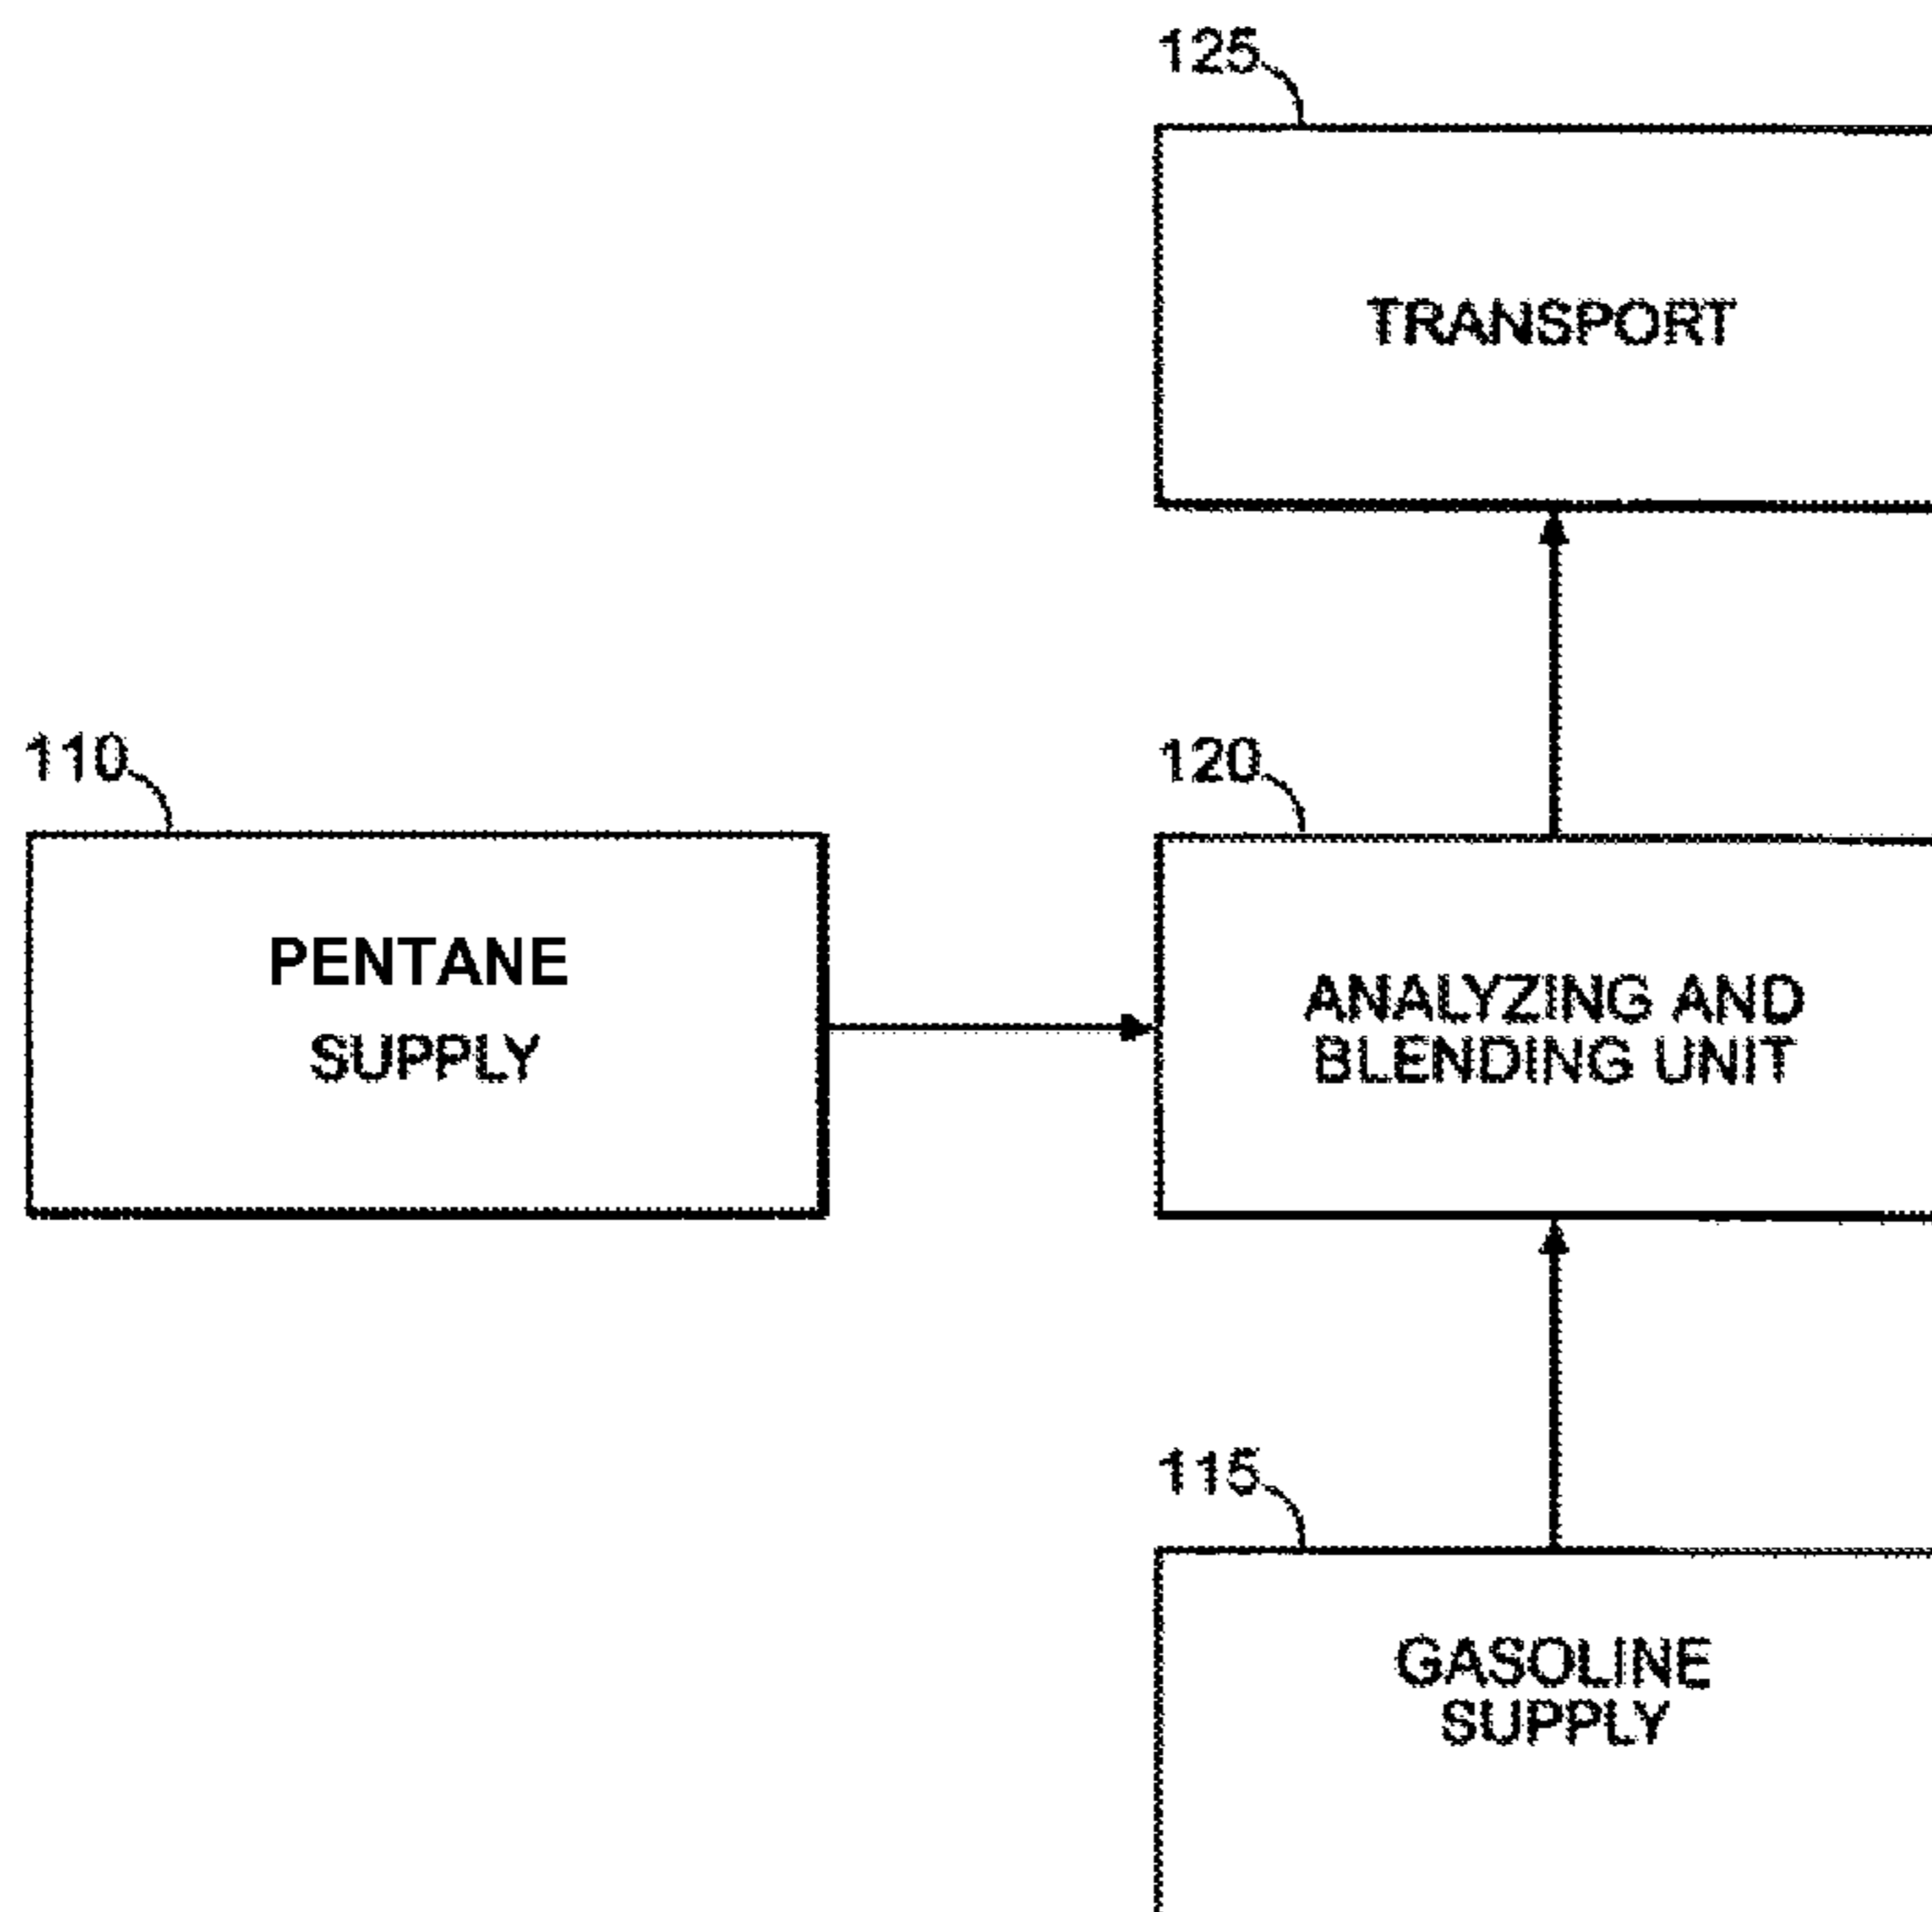 125
TRANSPORT
110
PENTANE
SUPPLY
120
ANALYZING AND
BLENDING UNIT
115
GASOLINE
SUPPLY